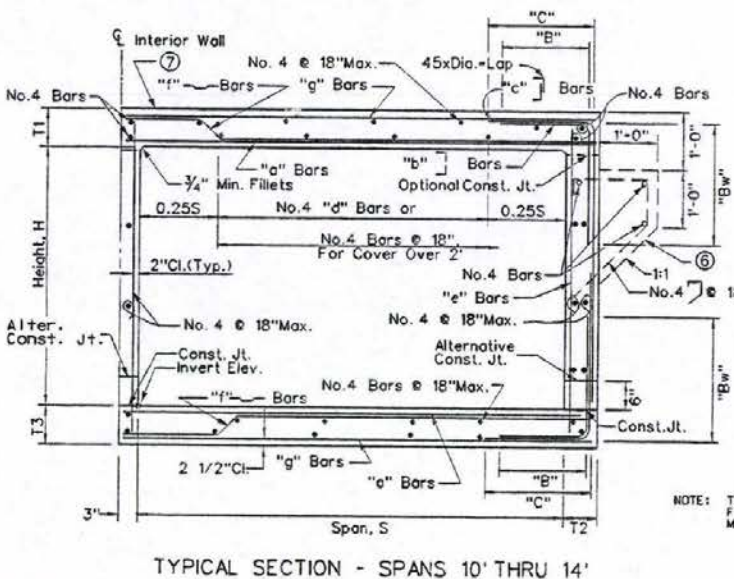 "C"
"B"
℄ Interior Wall
⑦
No. 4 @ 18"Max.
45xDia.=Lap
"f" Bars
"g" Bars
"c" Bars
No.4 Bars
No.4 Bars
T1
1'-0"
1'-0"
"Bw"
"a" Bars
"b" Bars
3/4" Min. Fillets
Optional Const. Jt.
0.25S
No.4 "d" Bars or
0.25S
1'-0"
No.4 Bars @ 18"
For Cover Over 2'
Height, H
2"Cl.(Typ.)
No.4 Bars
⑥
1:1
"e" Bars
No.4 @
No. 4 @ 18"Max.
No. 4 @ 18"Max.
Alter.
Const. Jt.
Alternative
Const. Jt.
Const. Jt.
Invert Elev.
No.4 Bars @ 18"Max.
"Bw"
"f" Bars
6"
T3
Const.Jt.
"g" Bars
2 1/2"Cl.
"a" Bars
"B"
"C"
3"
Span, S
T2
NOTE:
TYPICAL SECTION - SPANS 10' THRU 14'